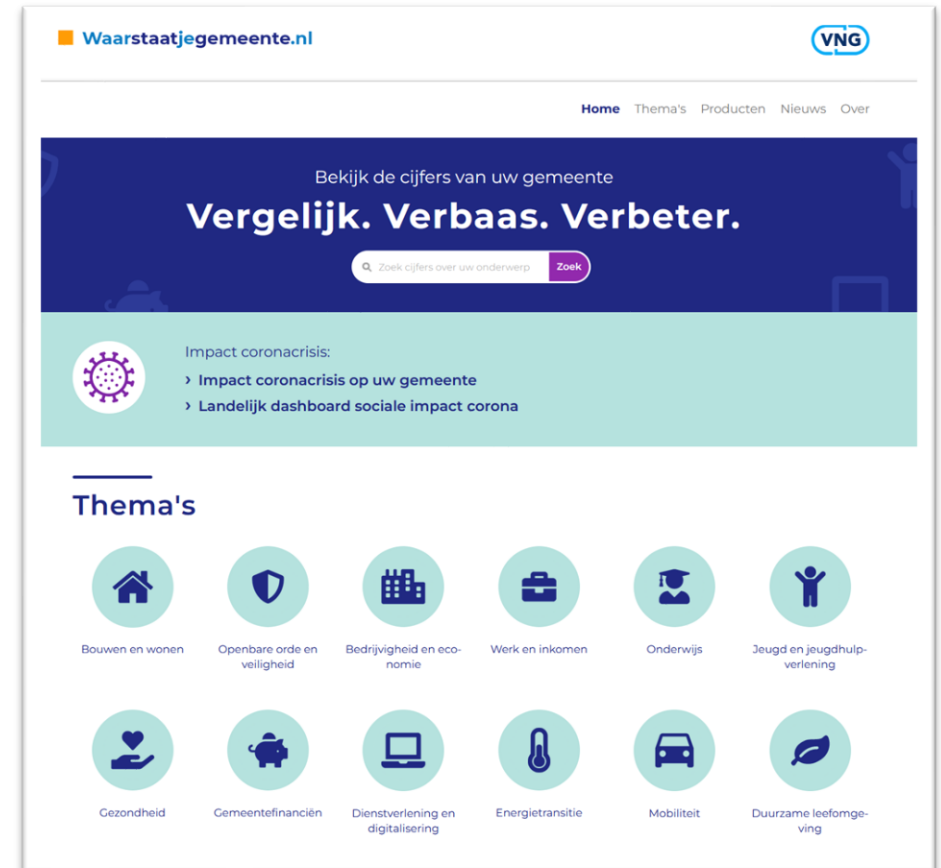 Waarstaatjegemeente.nl
VNG
Home Thema's Producten Nieuws Over
Bekijk de cijfers van uw gemeente
Vergelijk. Verbaas. Verbeter.
Zoek cijfers over uw onderwerp Zoek
Impact coronacrisis:
› Impact coronacrisis op uw gemeente
› Landelijk dashboard sociale impact corona
Thema's
Bouwen en wonen
Openbare orde en
veiligheid
Bedrijvigheid en eco-
nomie
Werk en inkomen
Onderwijs
Jeugd en jeugdhulp-
verlening
Gezondheid
Gemeentefinanciën
Dienstverlening en
digitalisering
Energietransitie
Mobiliteit
Duurzame leefomge-
ving